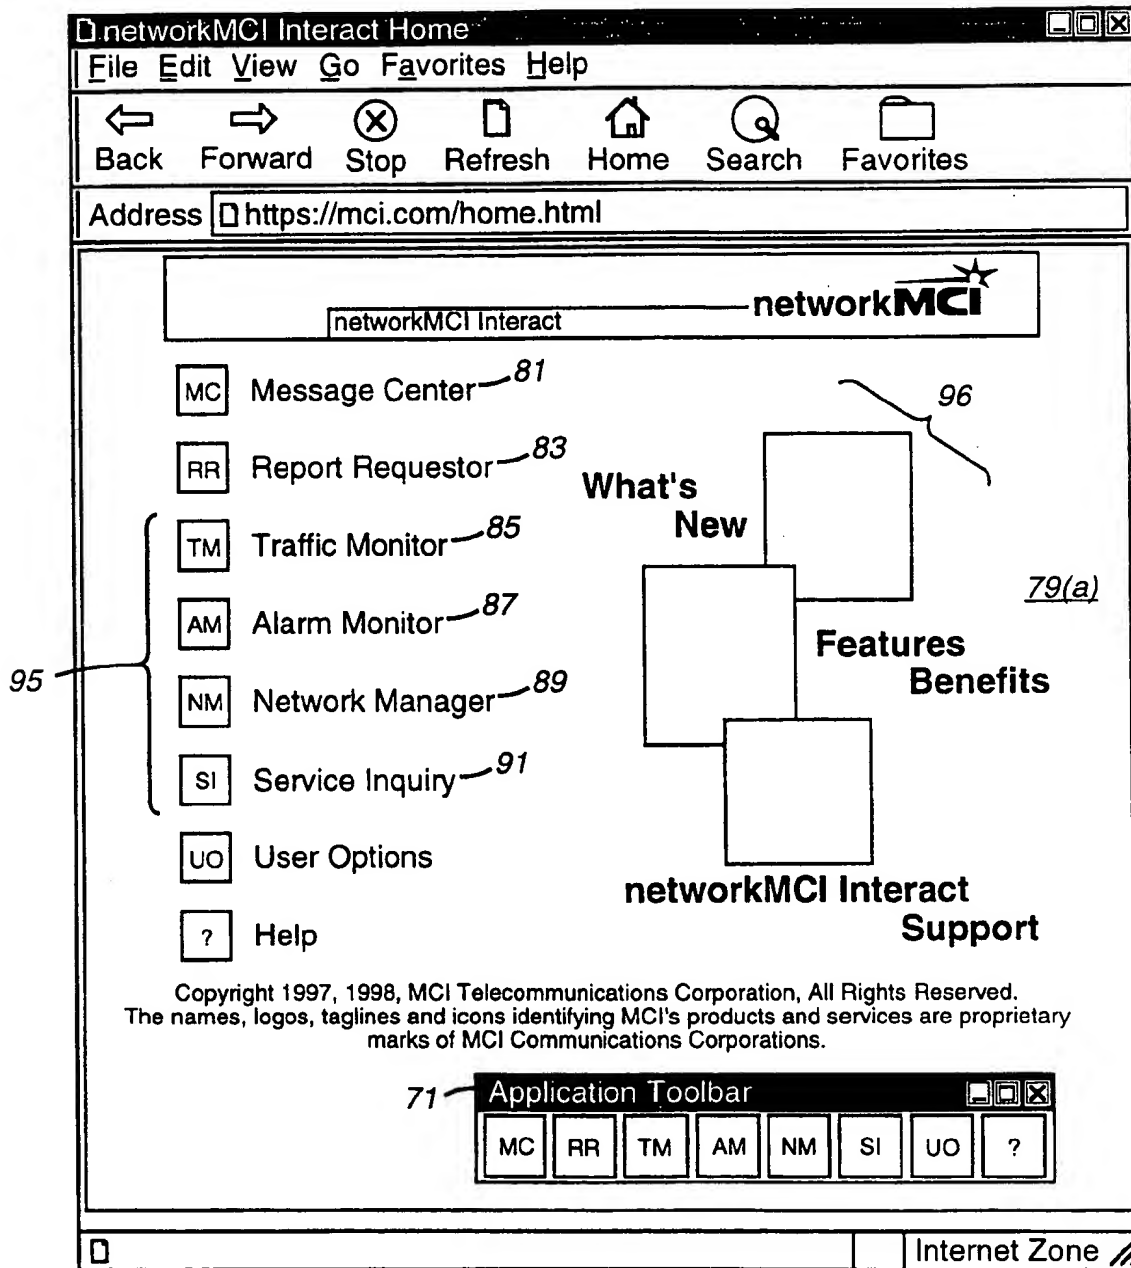 networkMCI Interact Home
File Edit View Go Favorites Help
Back Forward Stop Refresh Home Search Favorites
Address https://mci.com/home.html
networkMCI
networkMCI Interact
MC Message Center 81
96
RR Report Requestor 83
What's
New
TM Traffic Monitor 85
79(a)
AM Alarm Monitor 87
Features
Benefits
95
NM Network Manager 89
SI Service Inquiry 91
UO User Options
networkMCI Interact
Support
? Help
Copyright 1997, 1998, MCI Telecommunications Corporation, All Rights Reserved.
The names, logos, taglines and icons identifying MCI's products and services are proprietary
marks of MCI Communications Corporations.
71 Application Toolbar
MC RR TM AM NM SI UO ?
Internet Zone